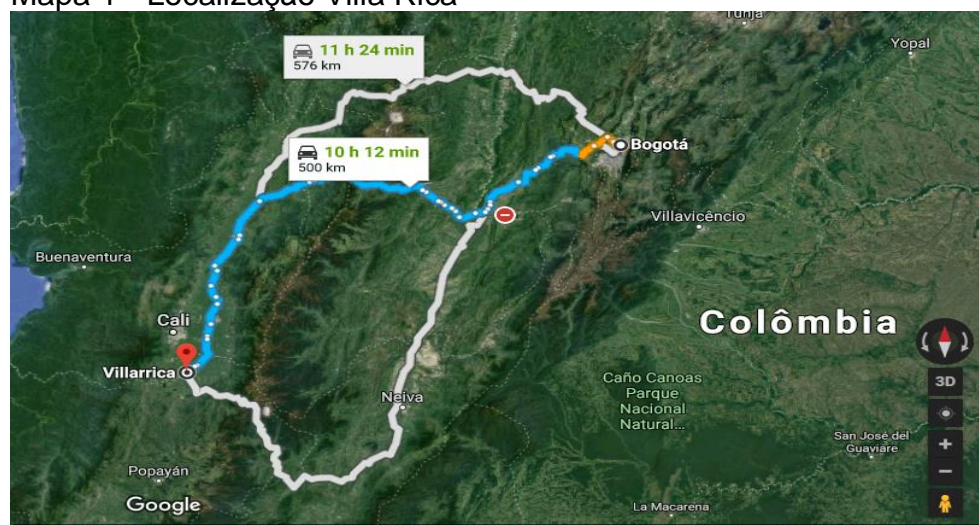 Mapa 1 - Localização Villa Rica
Tunja
Yopal
11 h 24 min
576 km
10 h 12 min
500 km
Bogotá
Villavicêncio
Buenaventura
Cali
Colômbia
Villarrica
3D
Caño Canoas
Parque
Nacional
Natural...
Neiva
San José del
Guaviare
Popayán
Google
La Macarena